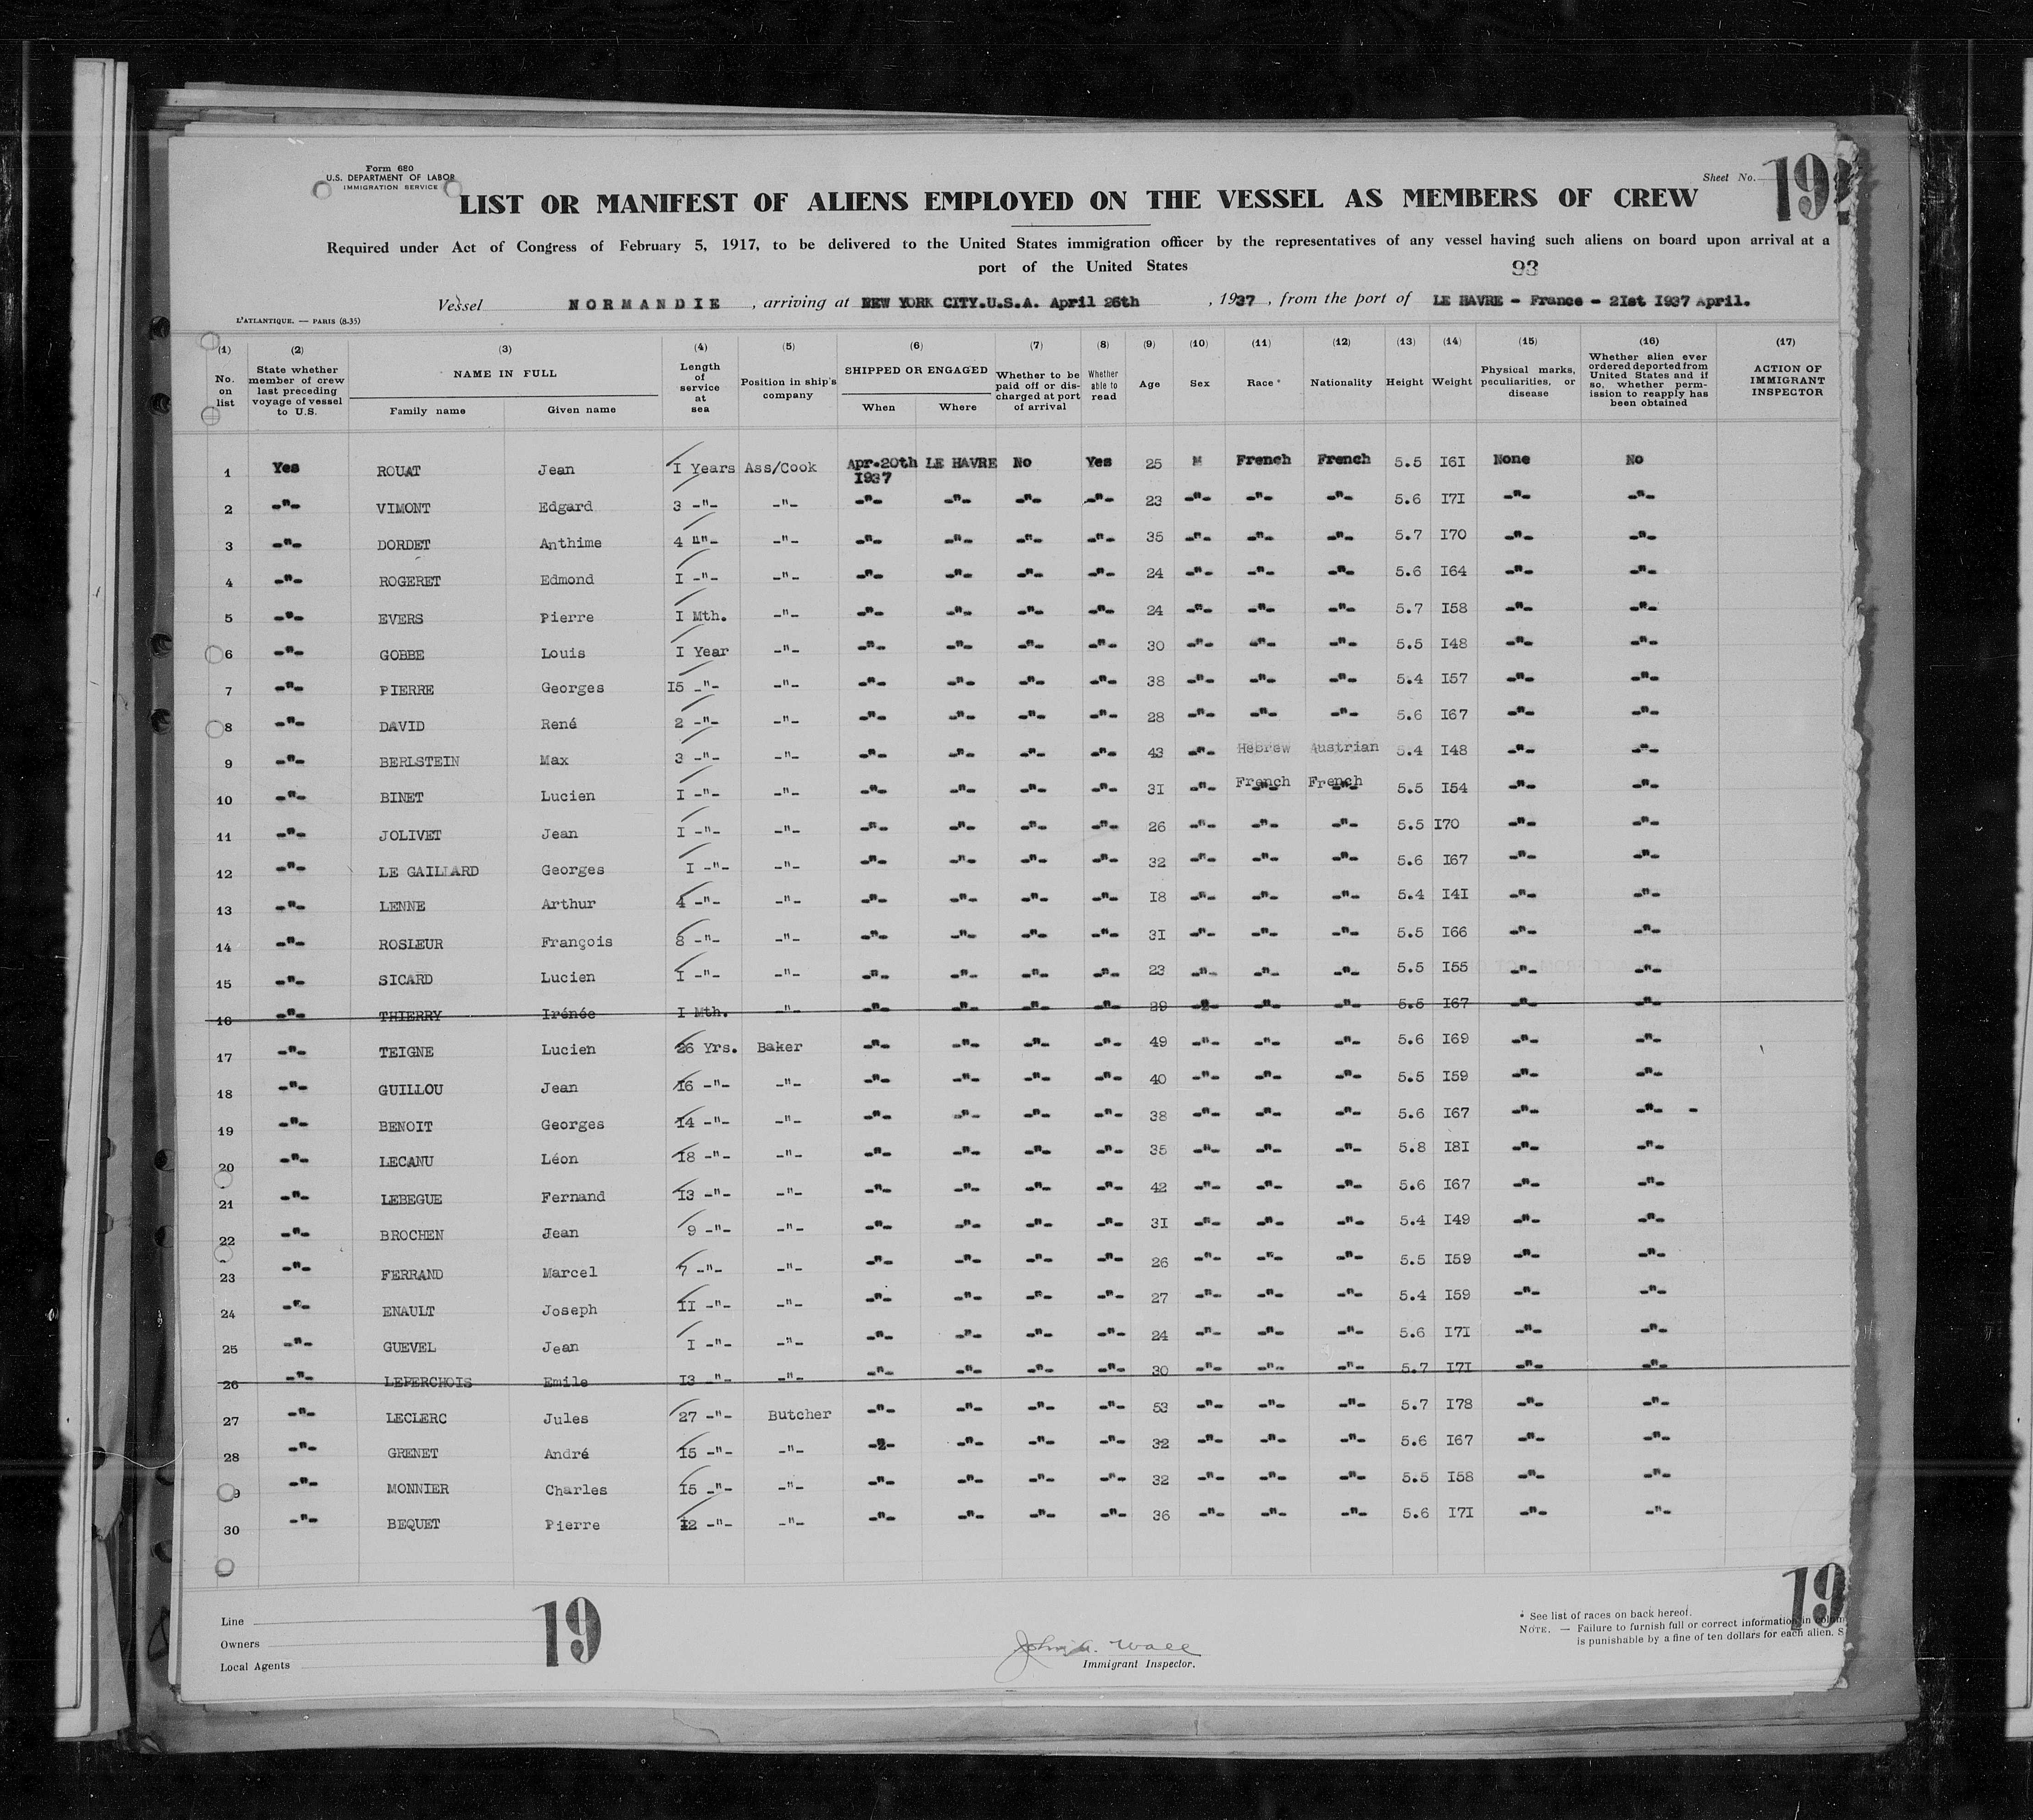 Form 680
U.S. DEPARTMENT OF LABOR
IMMIGRATION SERVICE
Sheet No. 19
LIST OR MANIFEST OF ALIENS EMPLOYED ON THE VESSEL AS MEMBERS OF CREW
Required under Act of Congress of February 5, 1917, to be delivered to the United States immigration officer by the representatives of any vessel having such aliens on board upon arrival at a
port of the United States
93
Vessel NORMANDIE, arriving at NEW YORK CITY.U.S.A. April 26th, 1937, from the port of LE HAVRE - France - 2Ist I937 April.
L'ATLANTIQUE. — PARIS (8-35)
(1) (2) (3) (4) (5) (6) (7) (8) (9) (10) (11) (12) (13) (14) (15) (16) (17)
No. on list State whether member of crew last preceding voyage of vessel to U.S. NAME IN FULL Family name Given name Length of service at sea Position in ship's company SHIPPED OR ENGAGED When Where Whether to be paid off or discharged at port of arrival Whether able to read Age Sex Race* Nationality Height Weight Physical marks, peculiarities, or disease Whether alien ever ordered deported from United States and if so, whether permission to reapply has been obtained ACTION OF IMMIGRANT INSPECTOR
1 Yes ROUAT Jean I Years Ass/Cook Apr.20th I937 LE HAVRE No Yes 25 M French French 5.5 I6I None No
2 -"- VIMONT Edgard 3 -"- -"- -"- -"- -"- -"- 23 -"- -"- -"- 5.6 I7I -"- -"-
3 -"- DORDET Anthime 4 -"- -"- -"- -"- -"- -"- 35 -"- -"- -"- 5.7 I70 -"- -"-
4 -"- ROGERET Edmond I -"- -"- -"- -"- -"- -"- 24 -"- -"- -"- 5.6 I64 -"- -"-
5 -"- EVERS Pierre I Mth. -"- -"- -"- -"- -"- 24 -"- -"- -"- 5.7 I58 -"- -"-
6 -"- GOBBE Louis I Year -"- -"- -"- -"- -"- 30 -"- -"- -"- 5.5 I48 -"- -"-
7 -"- PIERRE Georges I5 -"- -"- -"- -"- -"- -"- 38 -"- -"- -"- 5.4 I57 -"- -"-
8 -"- DAVID René 2 -"- -"- -"- -"- -"- -"- 28 -"- -"- -"- 5.6 I67 -"- -"-
9 -"- BERLSTEIN Max 3 -"- -"- -"- -"- -"- -"- 43 -"- Hebrew Austrian 5.4 I48 -"- -"-
10 -"- BINET Lucien I -"- -"- -"- -"- -"- -"- 3I -"- French French 5.5 I54 -"- -"-
11 -"- JOLIVET Jean I -"- -"- -"- -"- -"- -"- 26 -"- -"- -"- 5.5 I70 -"- -"-
12 -"- LE GAILLARD Georges I -"- -"- -"- -"- -"- -"- 32 -"- -"- -"- 5.6 I67 -"- -"-
13 -"- LENNE Arthur 4 -"- -"- -"- -"- -"- -"- I8 -"- -"- -"- 5.4 I4I -"- -"-
14 -"- ROSLEUR François 8 -"- -"- -"- -"- -"- -"- 3I -"- -"- -"- 5.5 I66 -"- -"-
15 -"- SICARD Lucien I -"- -"- -"- -"- -"- -"- 23 -"- -"- -"- 5.5 I55 -"- -"-
16 -"- THIERRY Irénée I Mth. -"- -"- -"- -"- -"- 29 -"- -"- -"- 5.5 I67 -"- -"-
17 -"- TEIGNE Lucien 26 Yrs. Baker -"- -"- -"- -"- 49 -"- -"- -"- 5.6 I69 -"- -"-
18 -"- GUILLOU Jean I6 -"- -"- -"- -"- -"- -"- 40 -"- -"- -"- 5.5 I59 -"- -"-
19 -"- BENOIT Georges I4 -"- -"- -"- -"- -"- -"- 38 -"- -"- -"- 5.6 I67 -"- -"- -
20 -"- LECANU Léon I8 -"- -"- -"- -"- -"- -"- 35 -"- -"- -"- 5.8 I8I -"- -"-
21 -"- LEBEGUE Fernand I3 -"- -"- -"- -"- -"- -"- 42 -"- -"- -"- 5.6 I67 -"- -"-
22 -"- BROCHEN Jean 9 -"- -"- -"- -"- -"- -"- 3I -"- -"- -"- 5.4 I49 -"- -"-
23 -"- FERRAND Marcel 7 -"- -"- -"- -"- -"- -"- 26 -"- -"- -"- 5.5 I59 -"- -"-
24 -"- ENAULT Joseph II -"- -"- -"- -"- -"- -"- 27 -"- -"- -"- 5.4 I59 -"- -"-
25 -"- GUEVEL Jean I -"- -"- -"- -"- -"- -"- 24 -"- -"- -"- 5.6 I7I -"- -"-
26 -"- LEPERCHOIS Emile I3 -"- -"- -"- -"- -"- -"- 30 -"- -"- -"- 5.7 I7I -"- -"-
27 -"- LECLERC Jules 27 -"- Butcher -"- -"- -"- -"- 53 -"- -"- -"- 5.7 I78 -"- -"-
28 -"- GRENET André I5 -"- -"- -2- -"- -"- -"- 32 -"- -"- -"- 5.6 I67 -"- -"-
9 -"- MONNIER Charles I5 -"- -"- -"- -"- -"- -"- 32 -"- -"- -"- 5.5 I58 -"- -"-
30 -"- BEQUET Pierre I2 -"- -"- -"- -"- -"- -"- 36 -"- -"- -"- 5.6 I7I -"- -"-
Line
Owners
Local Agents
19
John A. Wall
Immigrant Inspector.
19
* See list of races on back hereof.
NOTE. — Failure to furnish full or correct information in colum
is punishable by a fine of ten dollars for each alien. S